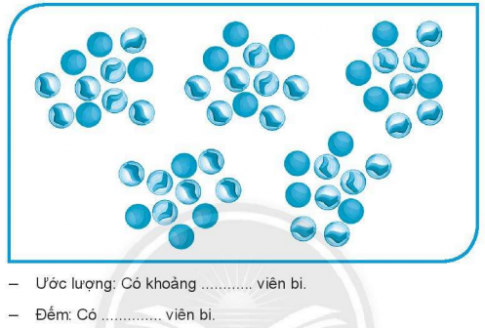 – Ước lượng: Có khoảng ............ viên bi.
– Đếm: Có .............. viên bi.